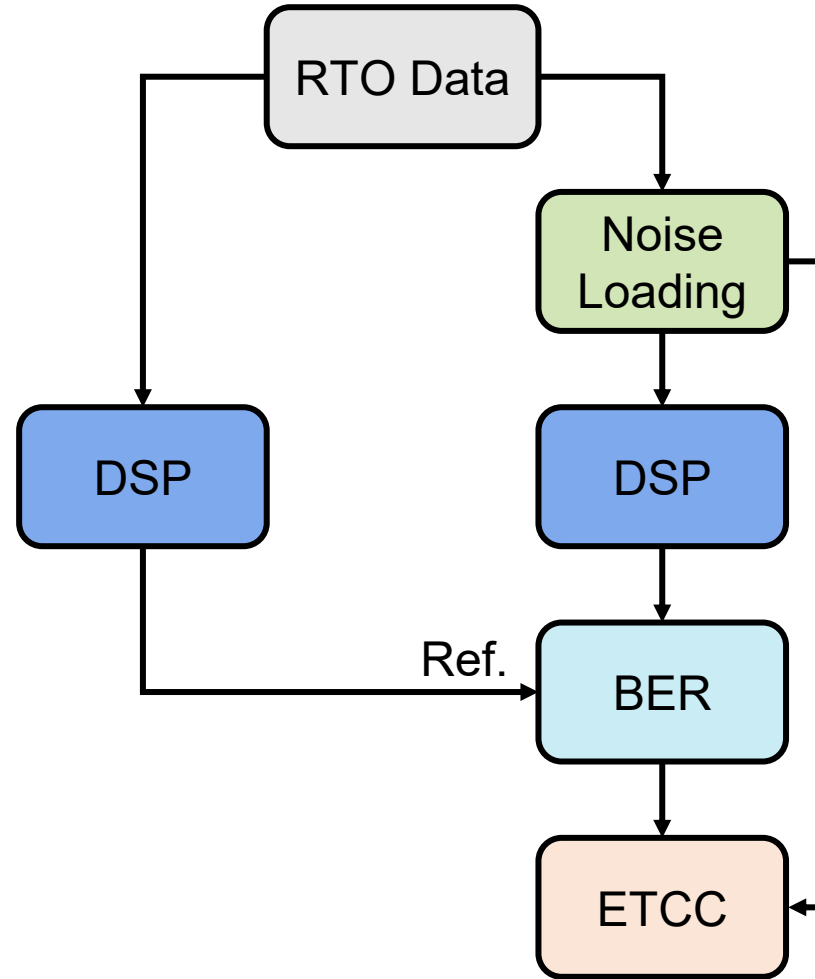 RTO Data
Noise
Loading
DSP
DSP
Ref.
BER
ETCC